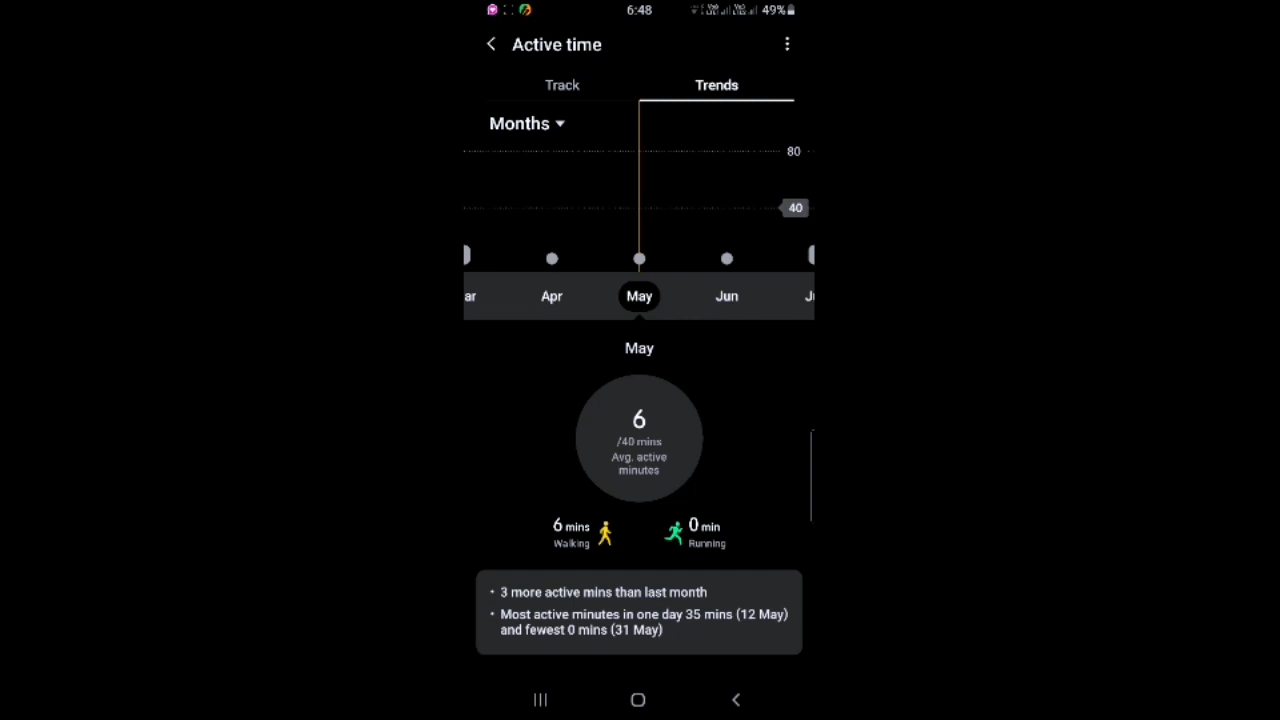 6:48
49%
Active time
Track
Trends
Months
80
40
ar
Apr
May
Jun
May
6
/40 mins
Avg. active
minutes
6 mins
Walking
0 min
Running
• 3 more active mins than last month
• Most active minutes in one day 35 mins (12 May)
and fewest 0 mins (31 May)